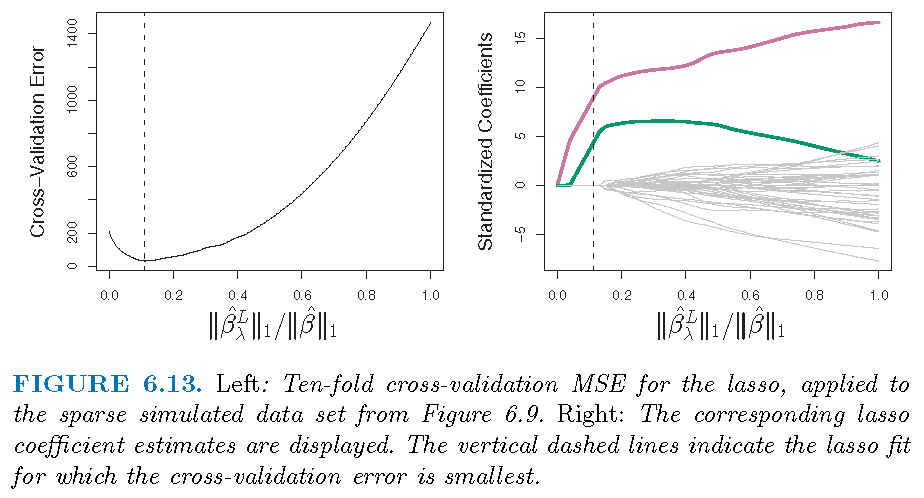 Cross−Validation Error
0 200 600 1000 1400
0.0 0.2 0.4 0.6 0.8 1.0
‖β̂ᴸλ‖₁/‖β̂‖₁
Standardized Coefficients
−5 0 5 10 15
0.0 0.2 0.4 0.6 0.8 1.0
‖β̂ᴸλ‖₁/‖β̂‖₁
FIGURE 6.13. Left: Ten-fold cross-validation MSE for the lasso, applied to
the sparse simulated data set from Figure 6.9. Right: The corresponding lasso
coefficient estimates are displayed. The vertical dashed lines indicate the lasso fit
for which the cross-validation error is smallest.